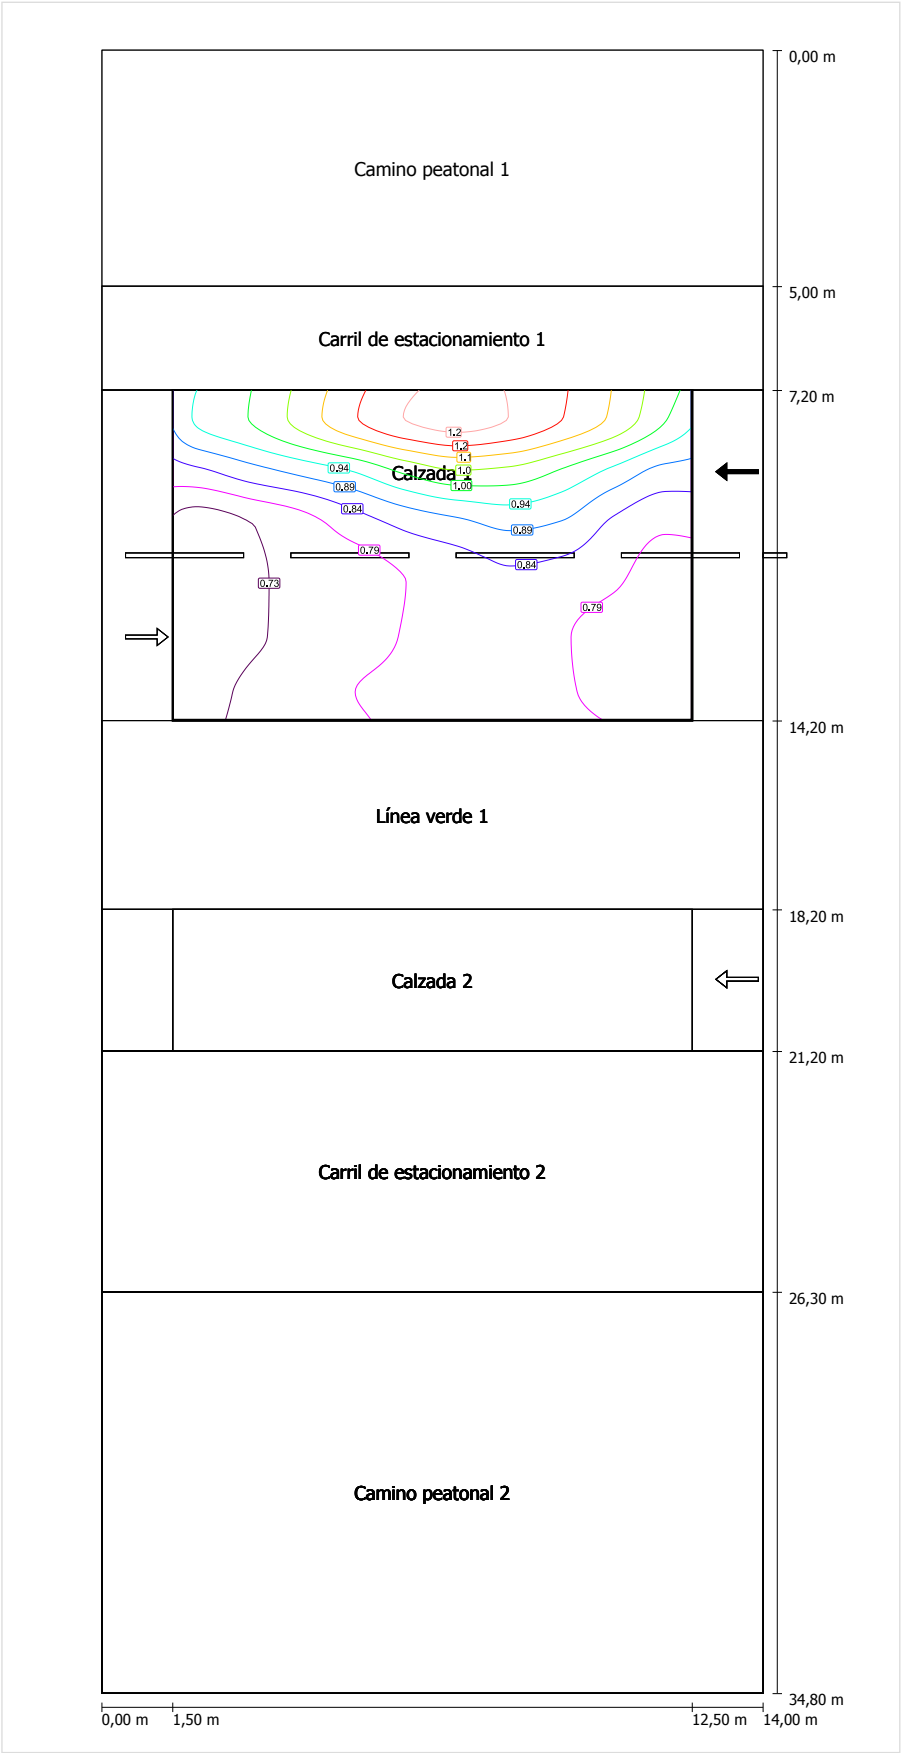 0,00 m
Camino peatonal 1
5,00 m
Carril de estacionamiento 1
7,20 m
1.2
1.2
1.1
0.94
1.0
Calzada 1
0.89
1.00
0.94
0.84
0.89
0.79
0.84
0.73
0.79
14,20 m
Línea verde 1
18,20 m
Calzada 2
21,20 m
Carril de estacionamiento 2
26,30 m
Camino peatonal 2
34,80 m
0,00 m 1,50 m 12,50 m 14,00 m